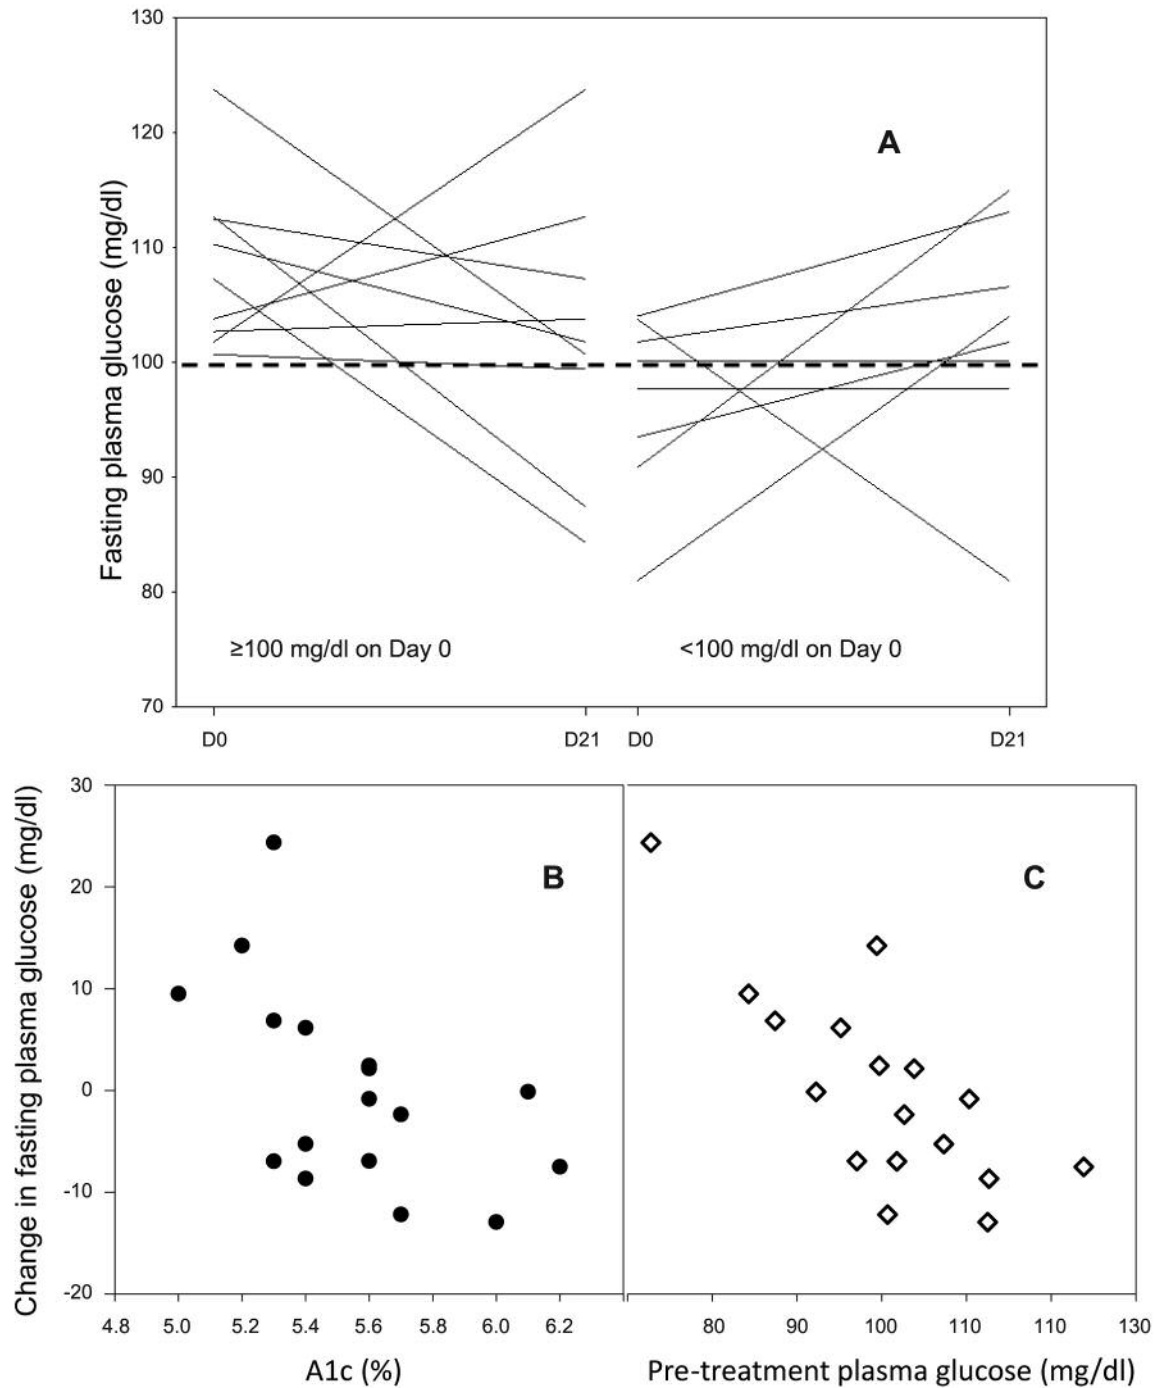 130
120
110
100
90
80
70
Fasting plasma glucose (mg/dl)
A
≥100 mg/dl on Day 0
<100 mg/dl on Day 0
D0
D21
D0
D21
30
20
10
0
-10
-20
Change in fasting plasma glucose (mg/dl)
B
C
4.8
5.0
5.2
5.4
5.6
5.8
6.0
6.2
80
90
100
110
110
130
A1c (%)
Pre-treatment plasma glucose (mg/dl)